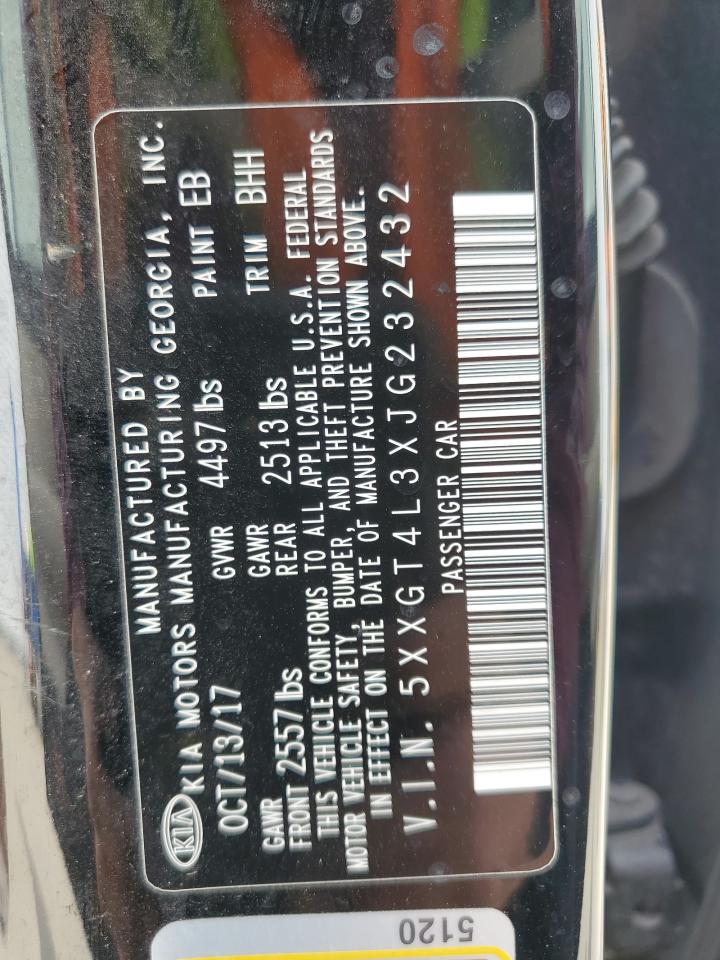 MANUFACTURED BY
KIA KIA MOTORS MANUFACTURING GEORGIA, INC.
OCT/13/17 GVWR 4497 lbs PAINT EB
GAWR FRONT 2557 lbs GAWR REAR 2513 lbs TRIM BHH
THIS VEHICLE CONFORMS TO ALL APPLICABLE U.S.A. FEDERAL
MOTOR VEHICLE SAFETY, BUMPER, AND THEFT PREVENTION STANDARDS
IN EFFECT ON THE DATE OF MANUFACTURE SHOWN ABOVE.
V.I.N. 5XXGT4L3XJG232432
PASSENGER CAR
5120